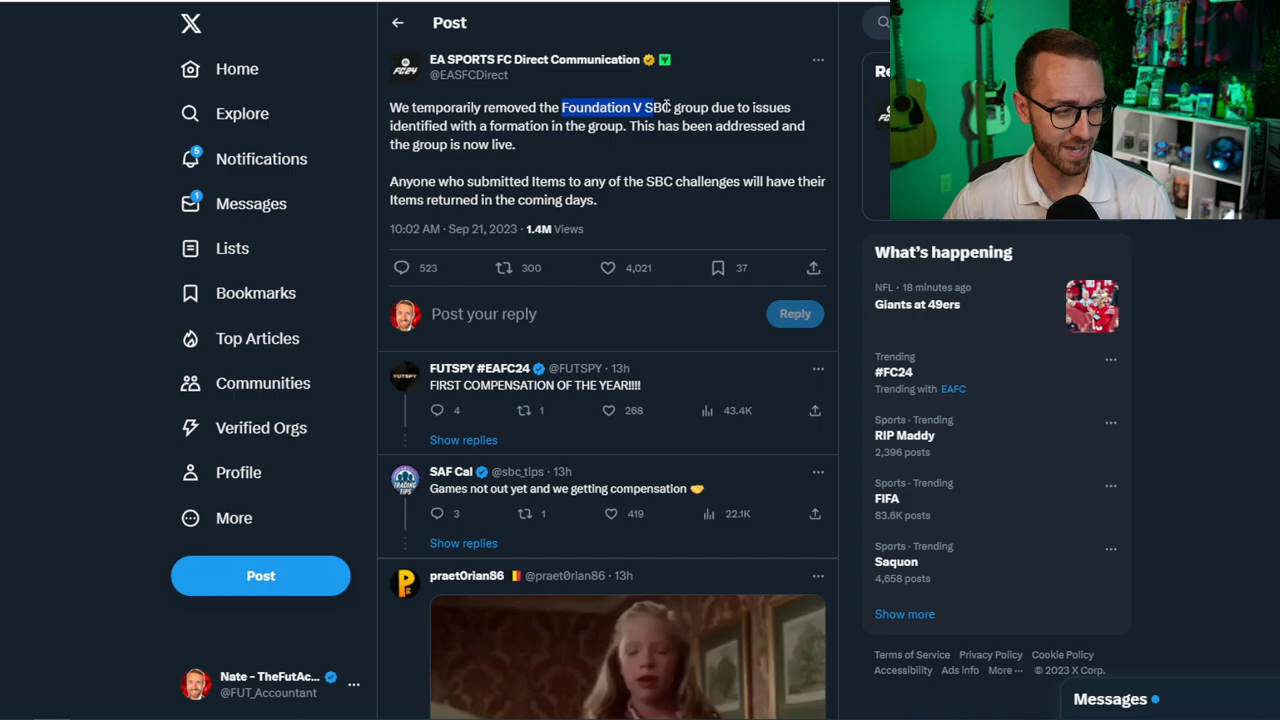 Home
Explore
5
Notifications
1
Messages
Lists
Bookmarks
Top Articles
Communities
Verified Orgs
Profile
More
Post
Nate - TheFutAc...
@FUT_Accountant
Post
EA SPORTS FC Direct Communication
@EASFCDirect
We temporarily removed the Foundation V SBC group due to issues
identified with a formation in the group. This has been addressed and
the group is now live.
Anyone who submitted Items to any of the SBC challenges will have their
Items returned in the coming days.
10:02 AM · Sep 21, 2023 · 1.4M Views
523 300 4,021 37
Post your reply
Reply
FUTSPY #EAFC24 @FUTSPY · 13h
FIRST COMPENSATION OF THE YEAR!!!!
4 1 268 43.4K
Show replies
SAF Cal @sbc_tips · 13h
Games not out yet and we getting compensation 🤝
3 1 419 22.1K
Show replies
praet0rian86 @praet0rian86 · 13h
Re
What's happening
NFL · 18 minutes ago
Giants at 49ers
Trending
#FC24
Trending with EAFC
Sports · Trending
RIP Maddy
2,396 posts
Sports · Trending
FIFA
83.6K posts
Sports · Trending
Saquon
4,658 posts
Show more
Terms of Service Privacy Policy Cookie Policy
Accessibility Ads info More ··· © 2023 X Corp.
Messages